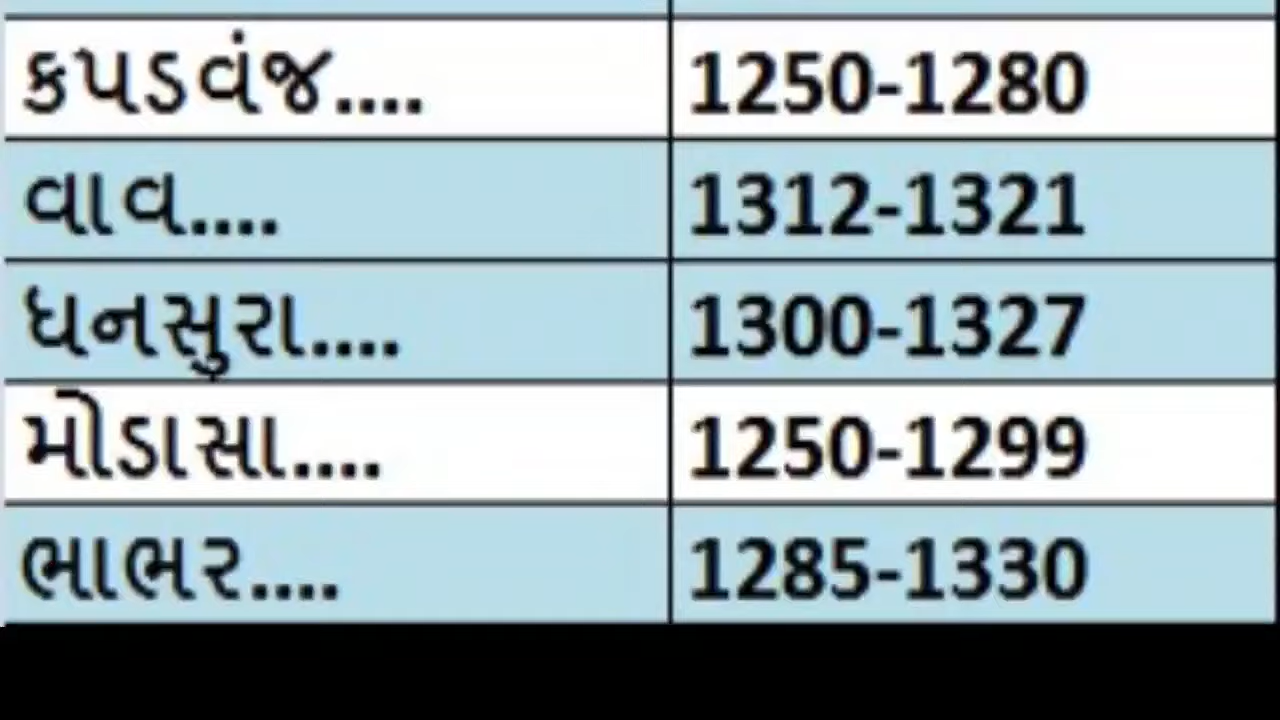 કપડવંજ.... 1250-1280
વાવ.... 1312-1321
ધનસુરા.... 1300-1327
મોડાસા.... 1250-1299
ભાભર.... 1285-1330